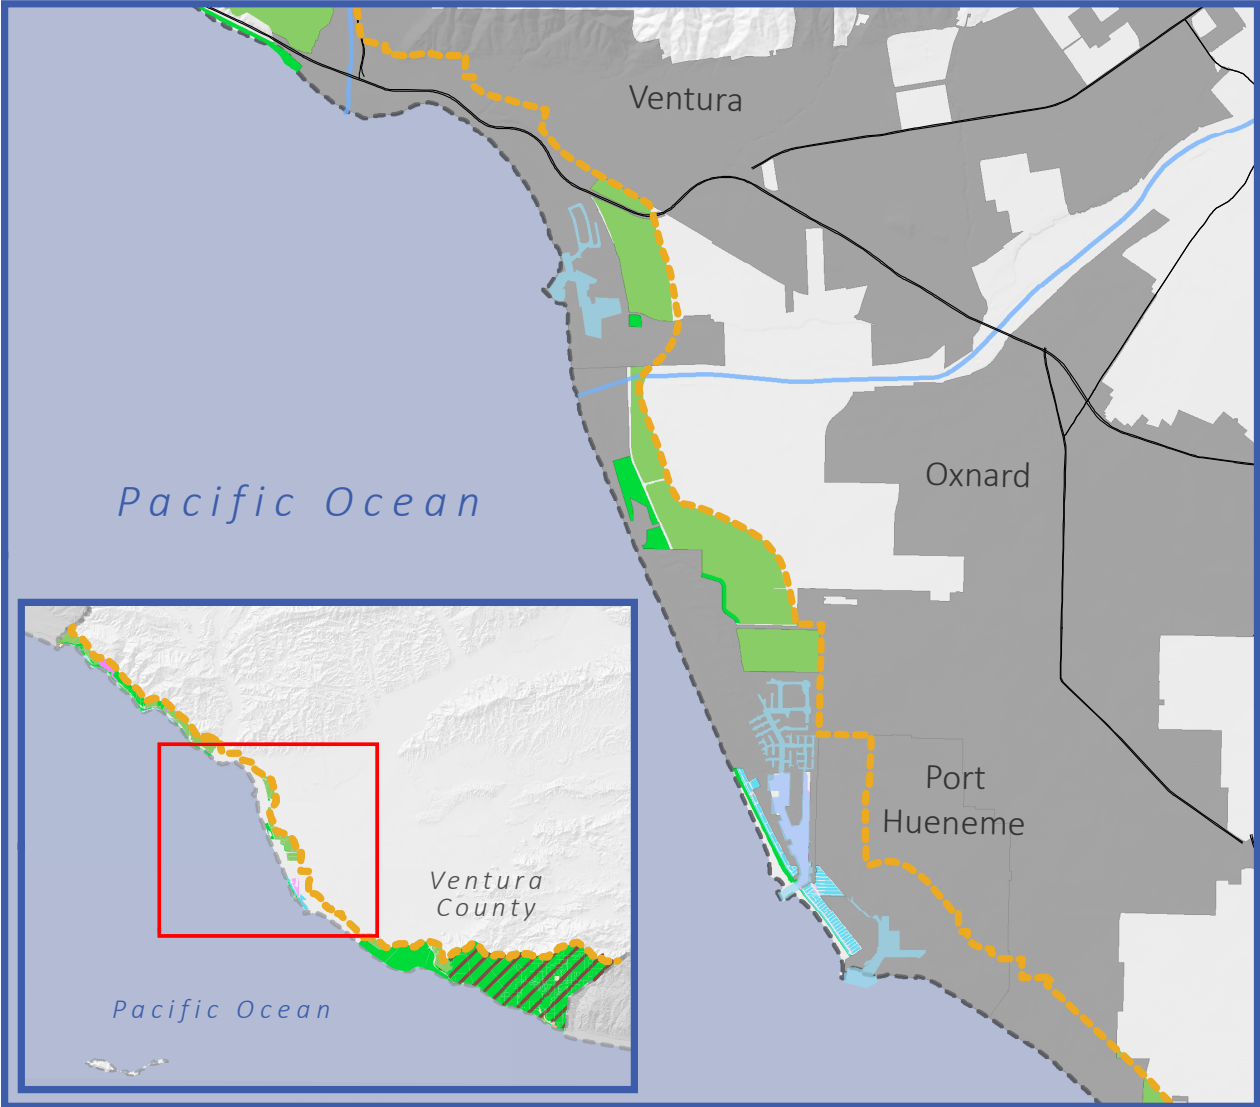 Ventura
Pacific Ocean
Oxnard
Port
Hueneme
Ventura
County
Pacific Ocean